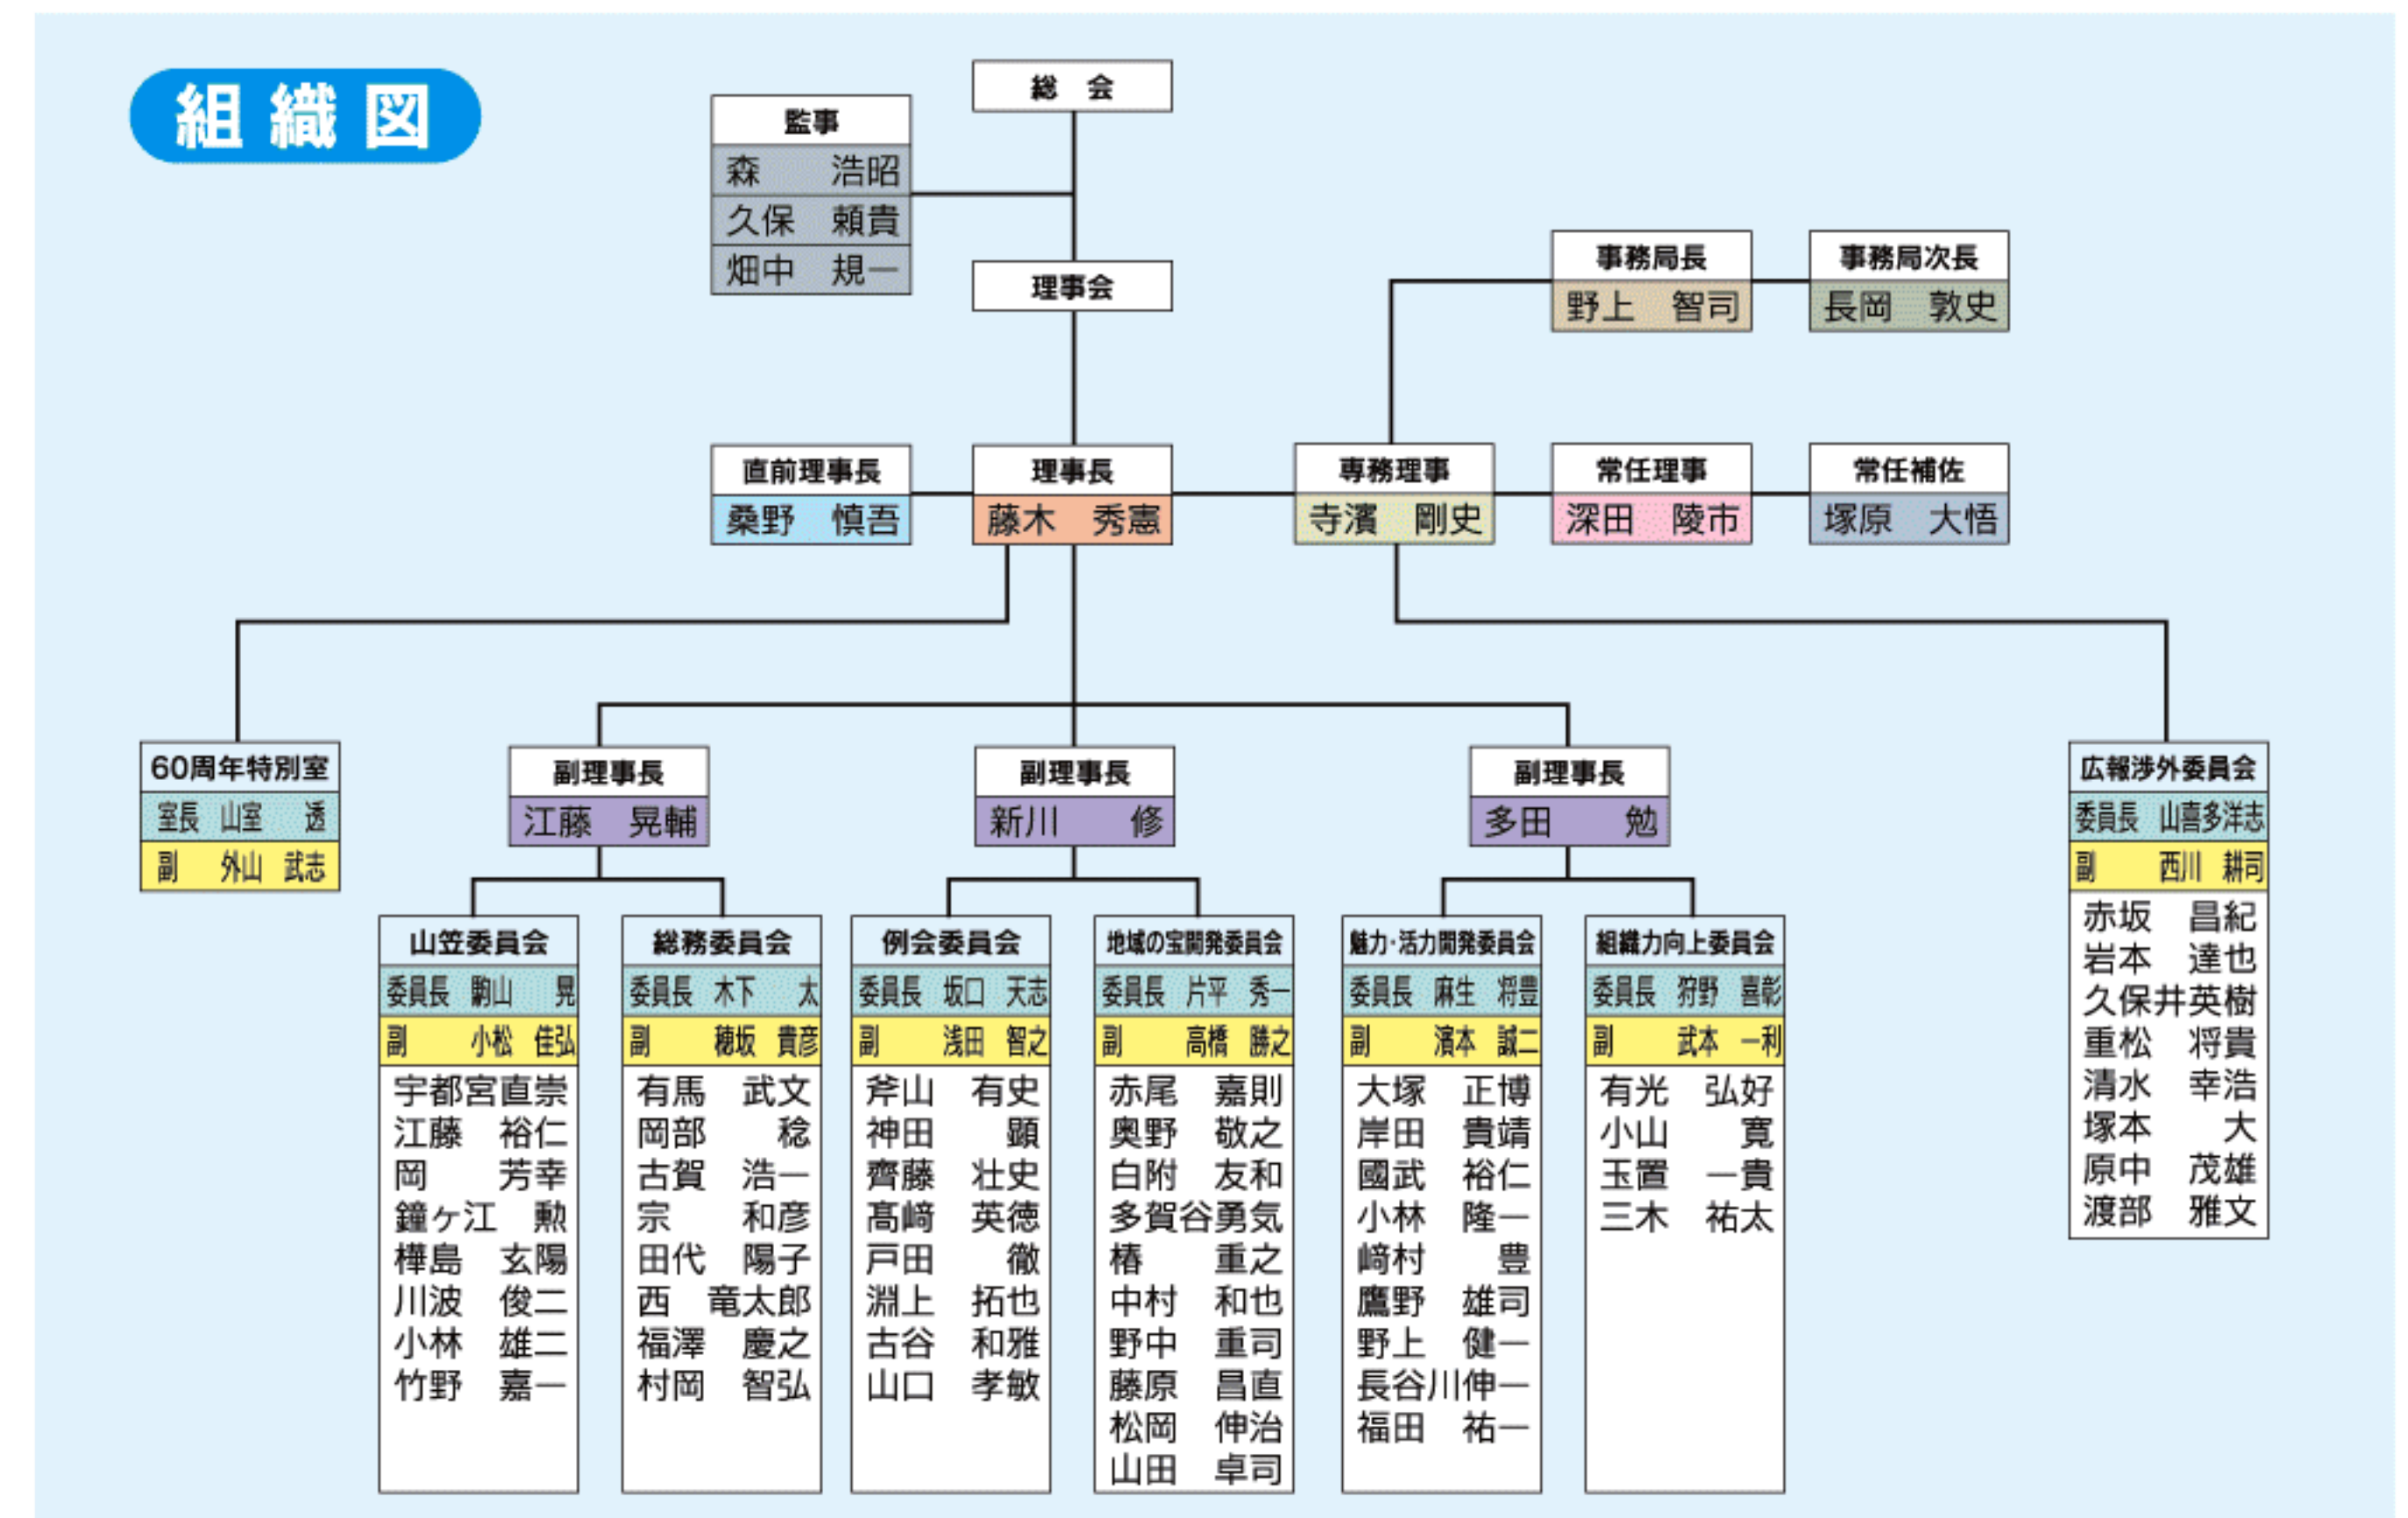 組織図
総　会
監事
森　　浩昭
久保　頼貴
畑中　規一
理事会
事務局長
野上　智司
事務局次長
長岡　敦史
直前理事長
桑野　慎吾
理事長
藤木　秀憲
専務理事
寺濱　剛史
常任理事
深田　陵市
常任補佐
塚原　大悟
60周年特別室
室長　山室　　透
副　　外山　武志
副理事長
江藤　晃輔
副理事長
新川　　修
副理事長
多田　　勉
広報渉外委員会
委員長　山喜多洋志
副　　　西川　耕司
赤坂　昌紀
岩本　達也
久保井英樹
重松　将貴
清水　幸浩
塚本　　大
原中　茂雄
渡部　雅文
山笠委員会
委員長　駒山　　晃
副　　　小松　佳弘
宇都宮直崇
江藤　裕仁
岡　　芳幸
鐘ヶ江　勲
樺島　玄陽
川波　俊二
小林　雄二
竹野　嘉一
総務委員会
委員長　木下　　太
副　　　穂坂　貴彦
有馬　武文
岡部　　稔
古賀　浩一
宗　　和彦
田代　陽子
西　竜太郎
福澤　慶之
村岡　智弘
例会委員会
委員長　坂口　天志
副　　　浅田　智之
斧山　有史
神田　　顕
齊藤　壮史
髙﨑　英徳
戸田　　徹
淵上　拓也
古谷　和雅
山口　孝敏
地域の宝開発委員会
委員長　片平　秀一
副　　　高橋　勝之
赤尾　嘉則
奥野　敬之
白附　友和
多賀谷勇気
椿　　重之
中村　和也
野中　重司
藤原　昌直
松岡　伸治
山田　卓司
魅力・活力開発委員会
委員長　麻生　将豊
副　　　濱本　誠二
大塚　正博
岸田　貴靖
國武　裕仁
小林　隆一
﨑村　　豊
鷹野　雄司
野上　健一
長谷川伸一
福田　祐一
組織力向上委員会
委員長　狩野　喜彰
副　　　武本　一利
有光　弘好
小山　　寛
玉置　一貴
三木　祐太